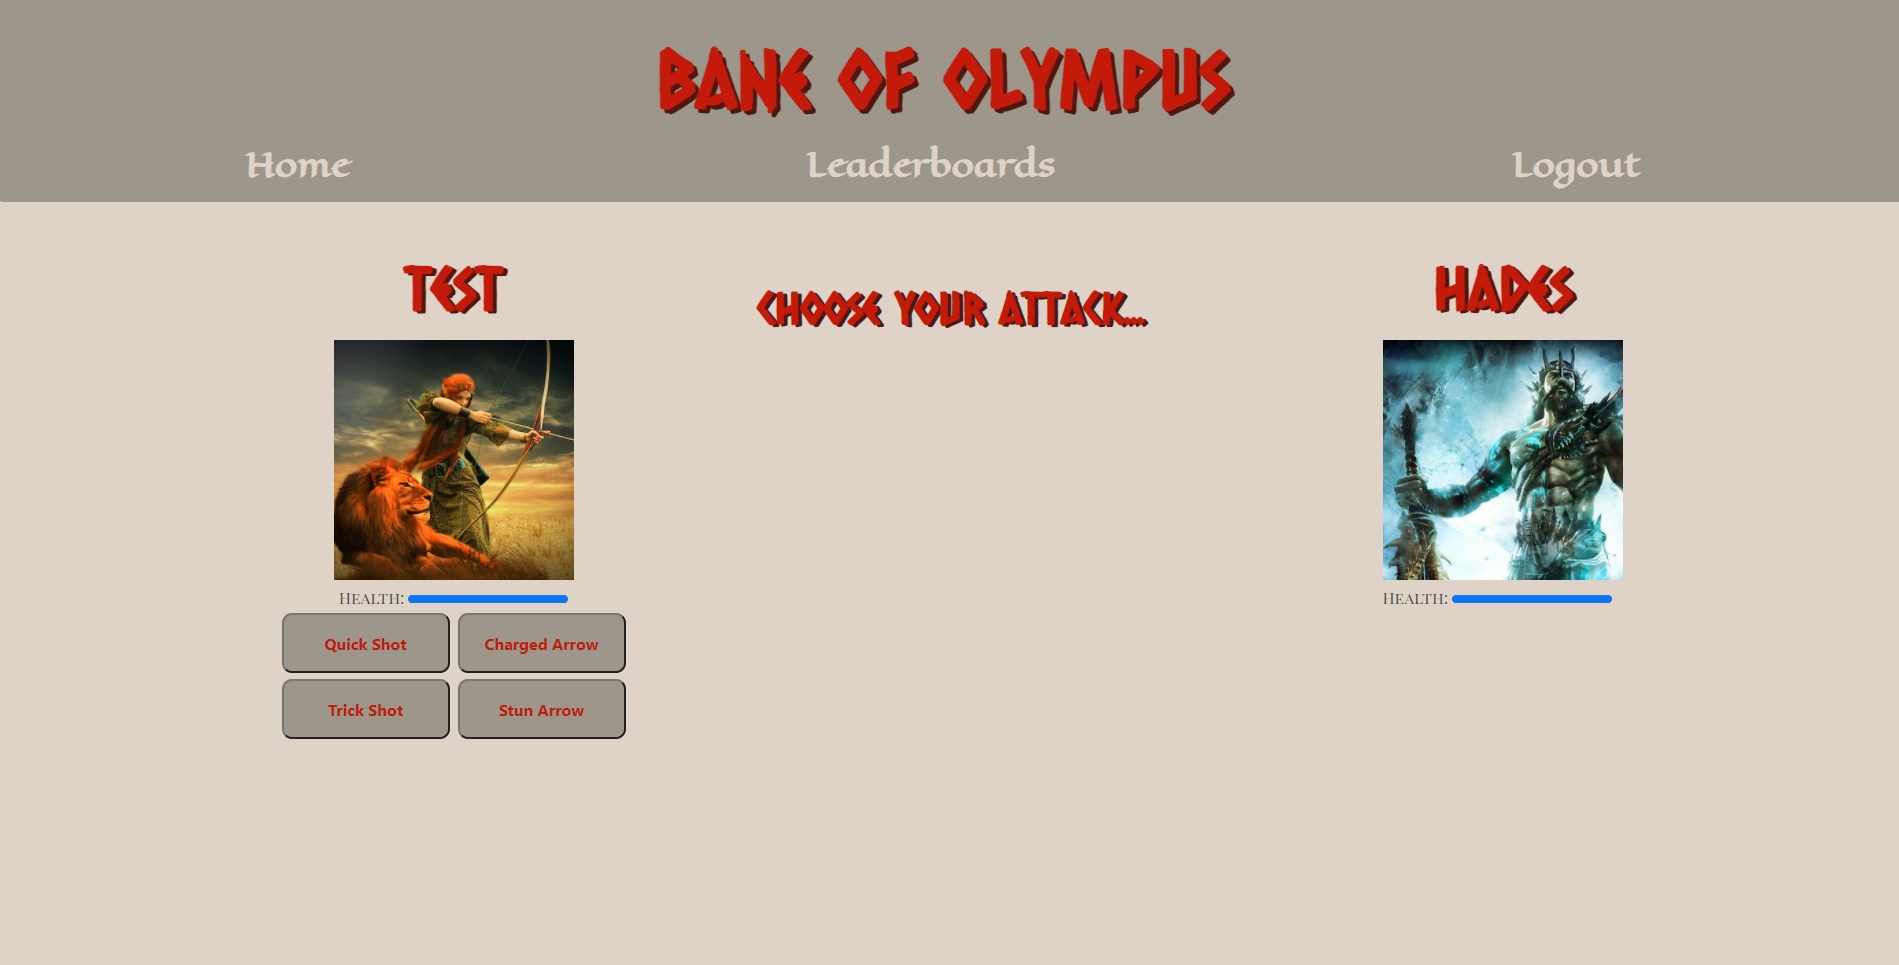 BANE OF OLYMPUS
Home Leaderboards Logout
TEST
CHOOSE YOUR ATTACK...
HADES
HEALTH:
HEALTH:
Quick Shot Charged Arrow
Trick Shot Stun Arrow